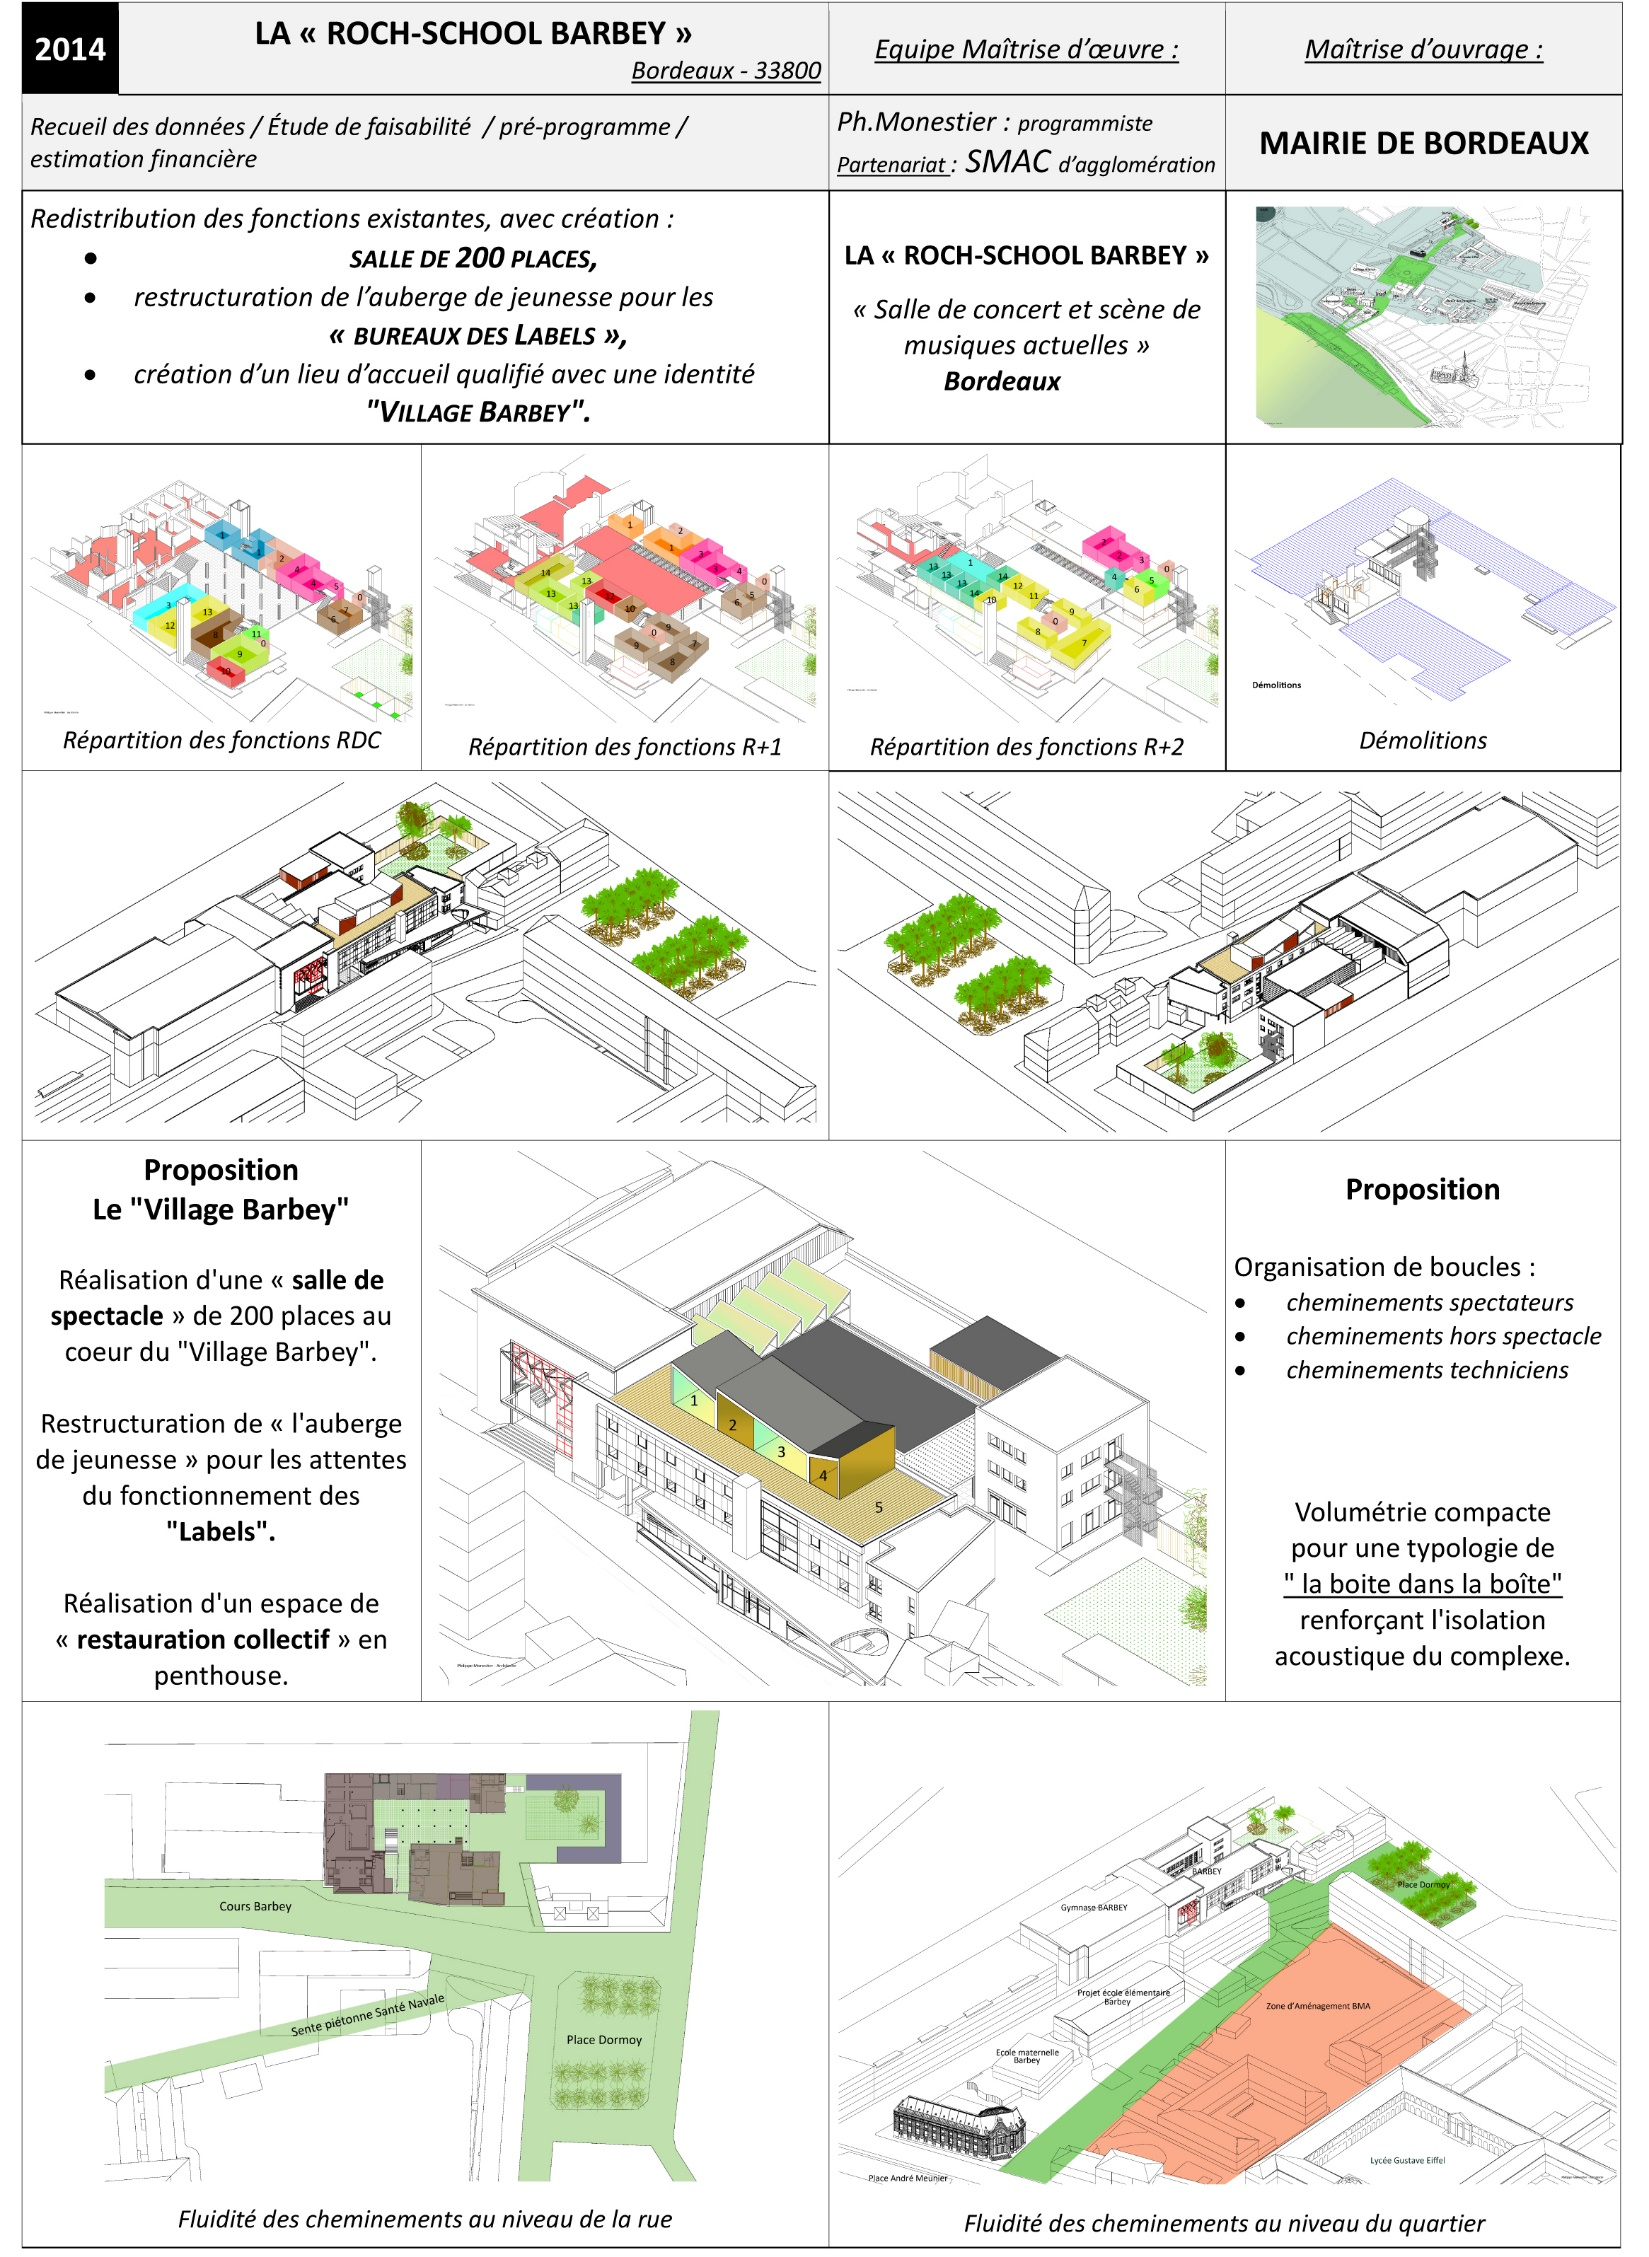 2014
LA « ROCH-SCHOOL BARBEY »
Bordeaux - 33800
Equipe Maîtrise d’œuvre :
Maîtrise d’ouvrage :
Recueil des données / Étude de faisabilité / pré-programme /
estimation financière
Ph.Monestier : programmiste
Partenariat : SMAC d’agglomération
MAIRIE DE BORDEAUX
Redistribution des fonctions existantes, avec création :
• SALLE DE 200 PLACES,
• restructuration de l’auberge de jeunesse pour les
« BUREAUX DES LABELS »,
• création d’un lieu d’accueil qualifié avec une identité
"VILLAGE BARBEY".
LA « ROCH-SCHOOL BARBEY »
« Salle de concert et scène de
musiques actuelles »
Bordeaux
Démolitions
Répartition des fonctions RDC
Répartition des fonctions R+1
Répartition des fonctions R+2
Démolitions
Proposition
Le "Village Barbey"
Réalisation d'une « salle de
spectacle » de 200 places au
coeur du "Village Barbey".
Restructuration de « l'auberge
de jeunesse » pour les attentes
du fonctionnement des
"Labels".
Réalisation d'un espace de
« restauration collectif » en
penthouse.
1
2
3
4
5
Philippe Monestier - Architecte
Proposition
Organisation de boucles :
• cheminements spectateurs
• cheminements hors spectacle
• cheminements techniciens
Volumétrie compacte
pour une typologie de
" la boite dans la boîte"
renforçant l'isolation
acoustique du complexe.
Cours Barbey
Sente piétonne Santé Navale
Place Dormoy
Fluidité des cheminements au niveau de la rue
BARBEY
Place Dormoy
Gymnase BARBEY
Projet école élémentaire
Barbey
Zone d’Aménagement BMA
Ecole maternelle
Barbey
Lycée Gustave Eiffel
Place André Meunier
Fluidité des cheminements au niveau du quartier